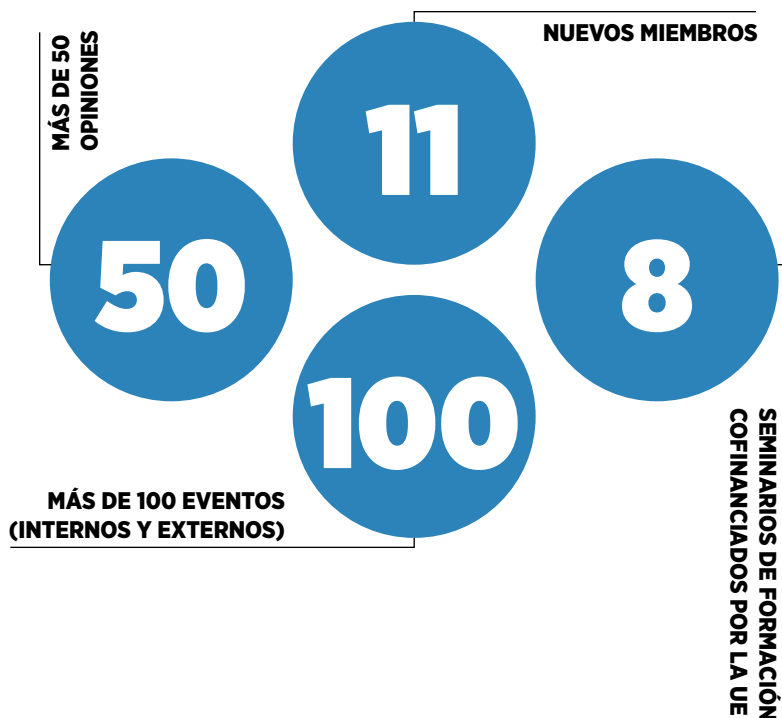 NUEVOS MIEMBROS
11
MÁS DE 50
OPINIONES
50
8
100
MÁS DE 100 EVENTOS
(INTERNOS Y EXTERNOS)
SEMINARIOS DE FORMACIÓN
COFINANCIADOS POR LA UE